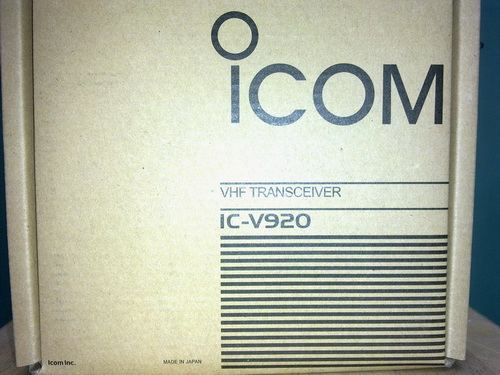 ICOM
VHF TRANSCEIVER
IC-V920
Icom Inc.
MADE IN JAPAN